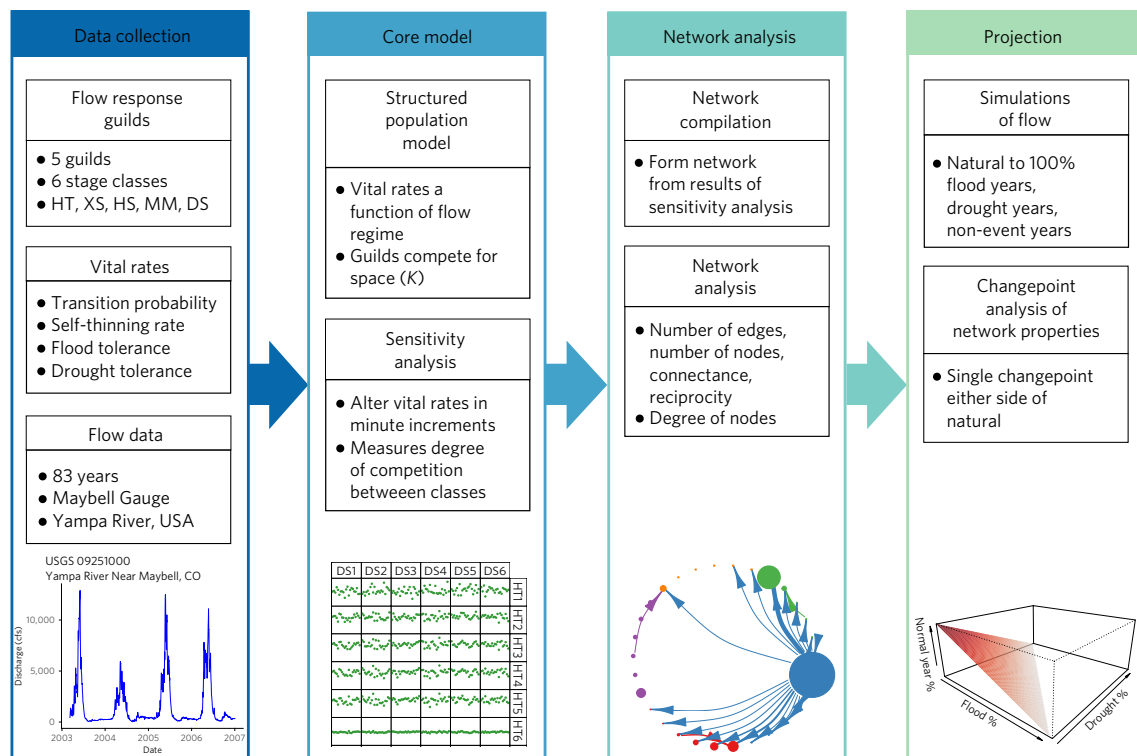 Data collection
Flow response
guilds
● 5 guilds
● 6 stage classes
● HT, XS, HS, MM, DS
Vital rates
● Transition probability
● Self-thinning rate
● Flood tolerance
● Drought tolerance
Flow data
● 83 years
● Maybell Gauge
● Yampa River, USA
USGS 09251000
Yampa River Near Maybell, CO
Discharge (cfs)
10,000
5,000
0
2003 2004 2005 2006 2007
Date
Core model
Structured
population
model
● Vital rates a
function of flow
regime
● Guilds compete for
space (K)
Sensitivity
analysis
● Alter vital rates in
minute increments
● Measures degree
of competition
betweeen classes
DS1 DS2 DS3 DS4 DS5 DS6
HT1
HT2
HT3
HT4
HT5
HT6
Network analysis
Network
compilation
● Form network
from results of
sensitivity analysis
Network
analysis
● Number of edges,
number of nodes,
connectance,
reciprocity
● Degree of nodes
Projection
Simulations
of flow
● Natural to 100%
flood years,
drought years,
non-event years
Changepoint
analysis of
network properties
● Single changepoint
either side of
natural
Normal year %
Flood %
Drought %